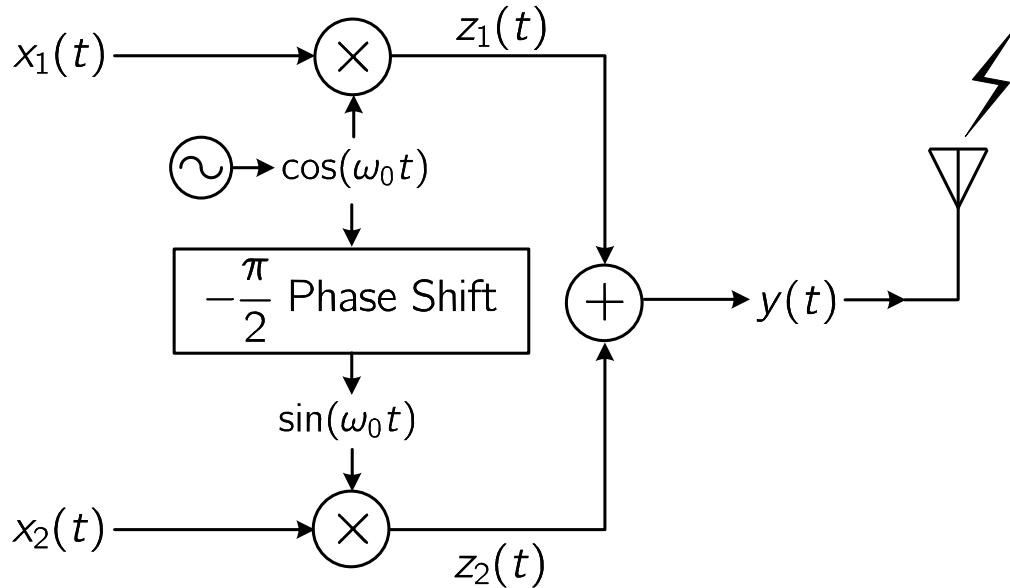 x₁(t)
z₁(t)
cos(ω₀t)
−π/2 Phase Shift
y(t)
sin(ω₀t)
x₂(t)
z₂(t)